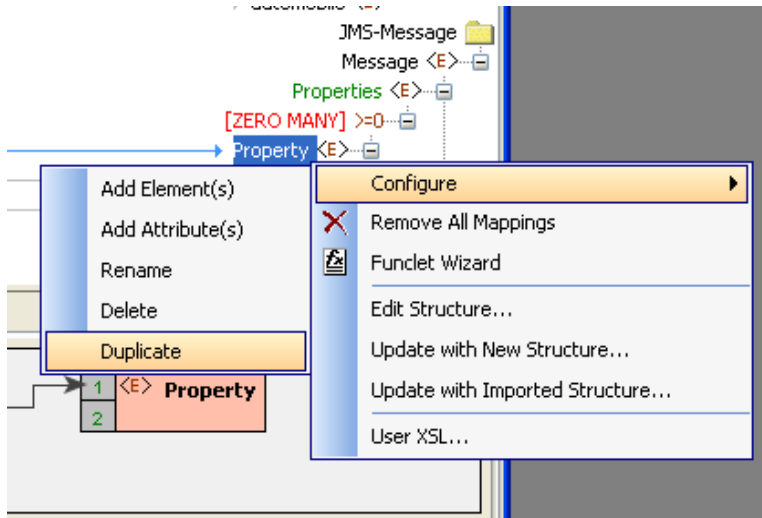 automobile <E>
JMS-Message
Message <E>
Properties <E>
[ZERO MANY] >=0
Property <E>
Add Element(s)
Add Attribute(s)
Rename
Delete
Duplicate
Configure
Remove All Mappings
Funclet Wizard
Edit Structure...
Update with New Structure...
Update with Imported Structure...
User XSL...
1 <E> Property
2